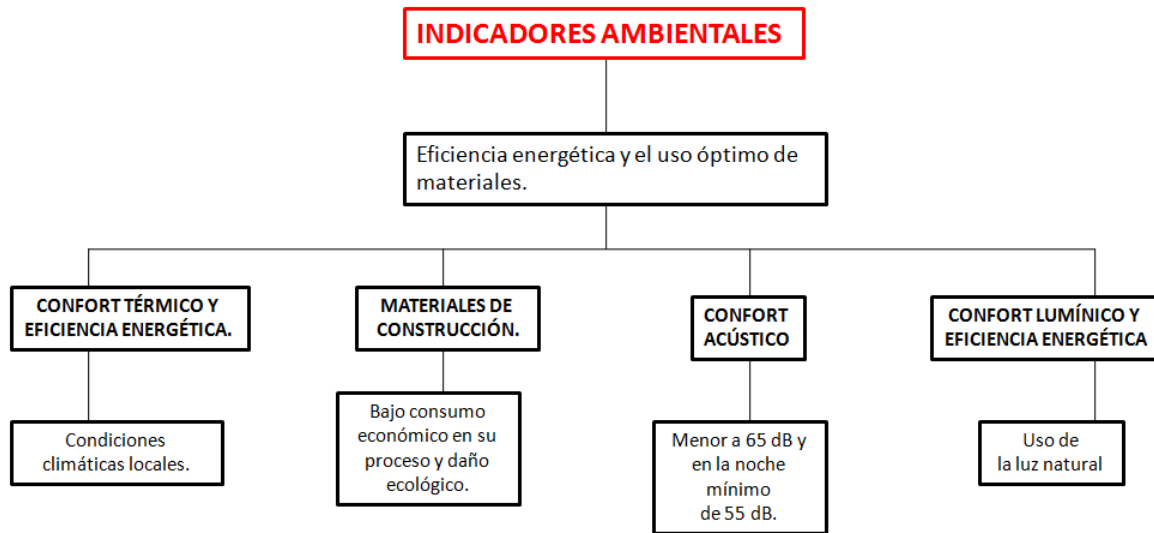 INDICADORES AMBIENTALES
Eficiencia energética y el uso óptimo de
materiales.
CONFORT TÉRMICO Y
EFICIENCIA ENERGÉTICA.
MATERIALES DE
CONSTRUCCIÓN.
CONFORT
ACÚSTICO
CONFORT LUMÍNICO Y
EFICIENCIA ENERGÉTICA
Condiciones
climáticas locales.
Bajo consumo
económico en su
proceso y daño
ecológico.
Menor a 65 dB y
en la noche
mínimo
de 55 dB.
Uso de
la luz natural